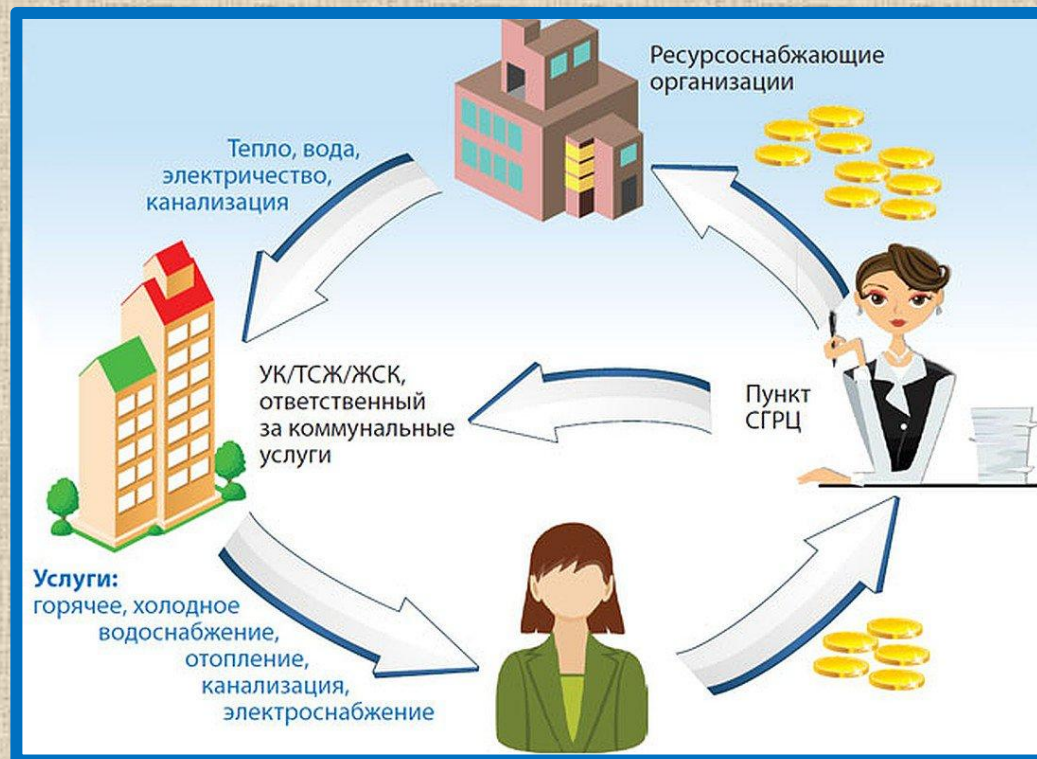 Ресурсоснабжающие
организации
Тепло, вода,
электричество,
канализация
УК/ТСЖ/ЖСК,
ответственный
за коммунальные
услуги
Пункт
СГРЦ
Услуги:
горячее, холодное
водоснабжение,
отопление,
канализация,
электроснабжение